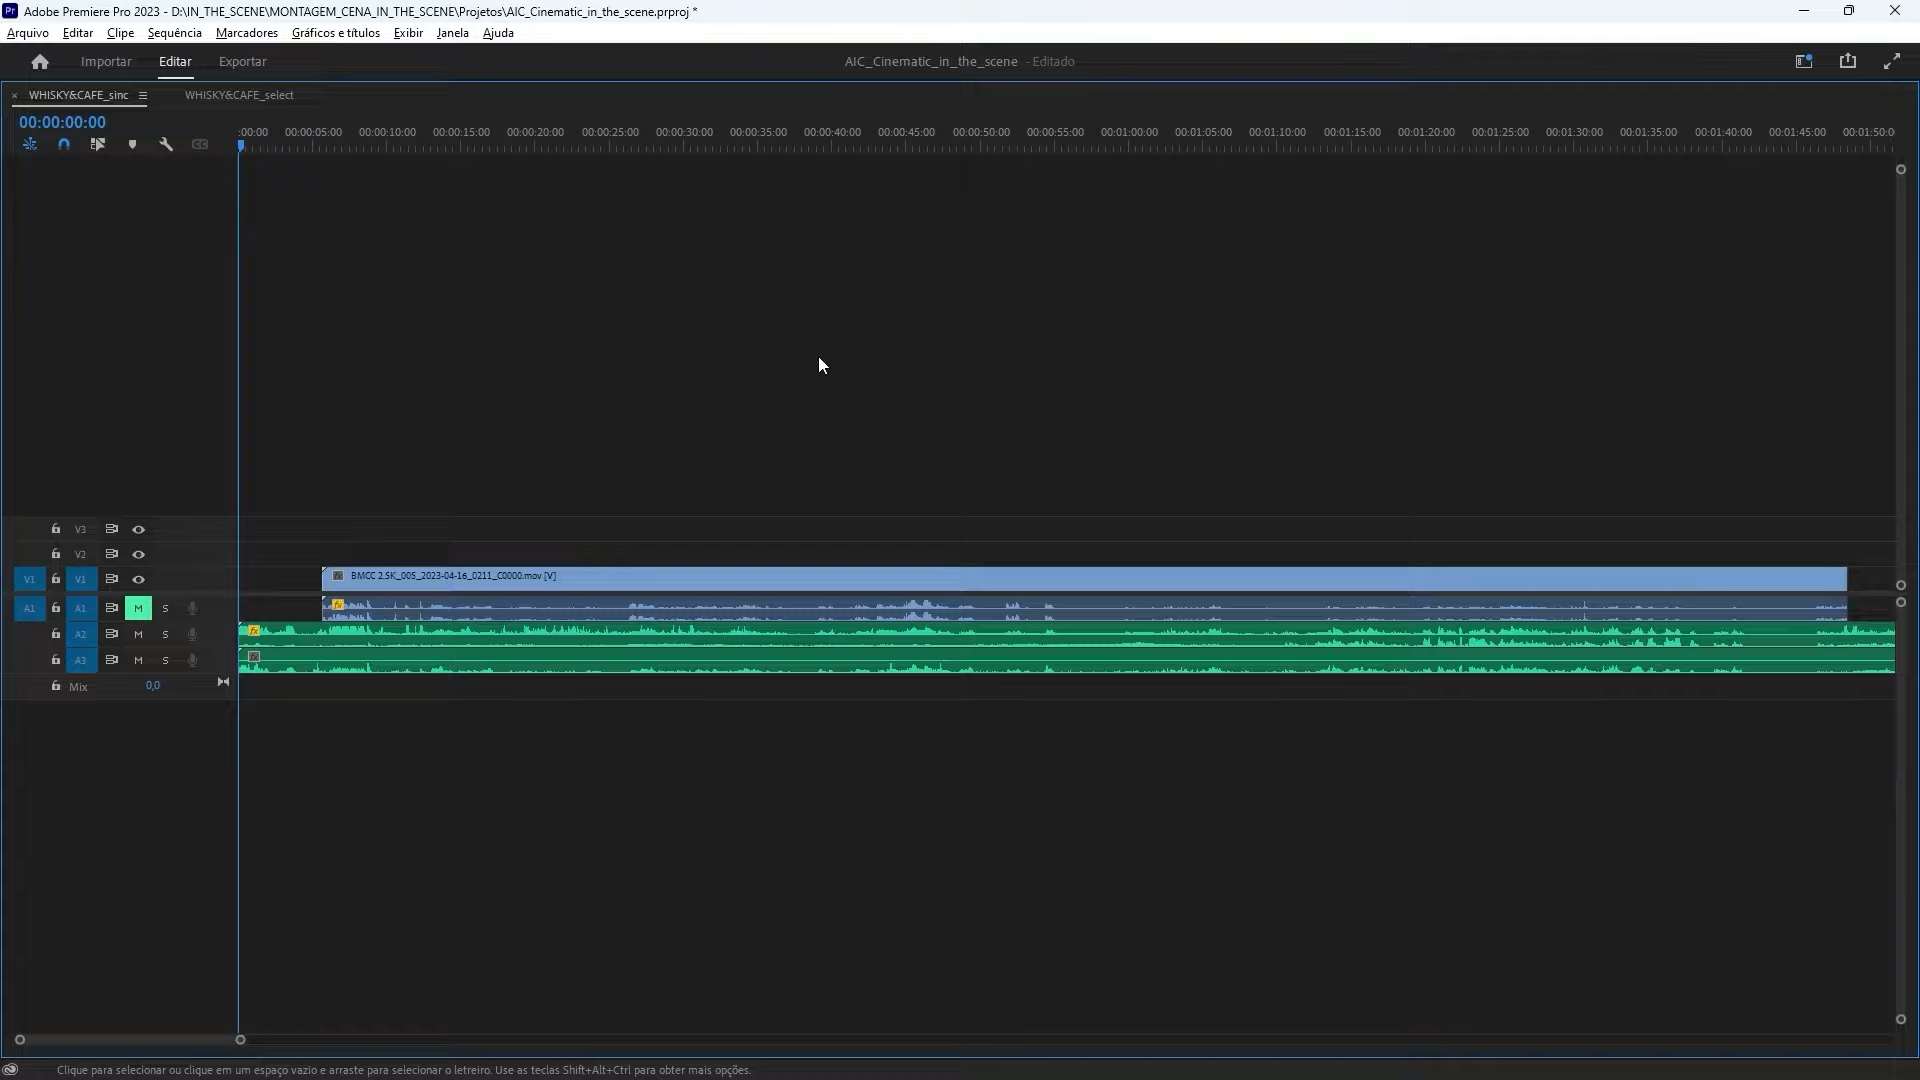 Pr Adobe Premiere Pro 2023 - D:\IN_THE_SCENE\MONTAGEM_CENA_IN_THE_SCENE\Projetos\AIC_Cinematic_in_the_scene.prproj *
Arquivo Editar Clipe Sequência Marcadores Gráficos e títulos Exibir Janela Ajuda
Importar Editar Exportar AIC_Cinematic_in_the_scene - Editado
× WHISKY&CAFE_sinc WHISKY&CAFE_select
00:00:00:00
:00:00 00:00:05:00 00:00:10:00 00:00:15:00 00:00:20:00 00:00:25:00 00:00:30:00 00:00:35:00 00:00:40:00 00:00:45:00 00:00:50:00 00:00:55:00 00:01:00:00 00:01:05:00 00:01:10:00 00:01:15:00 00:01:20:00 00:01:25:00 00:01:30:00 00:01:35:00 00:01:40:00 00:01:45:00 00:01:50:0
CC
V3
V2
V1 V1 fx BMCC 2.5K_005_2023-04-16_0211_C0000.mov [V]
A1 A1 M S fx
A2 M S fx
A3 M S fx
Mix 0,0
Clique para selecionar ou clique em um espaço vazio e arraste para selecionar o letreiro. Use as teclas Shift+Alt+Ctrl para obter mais opções.